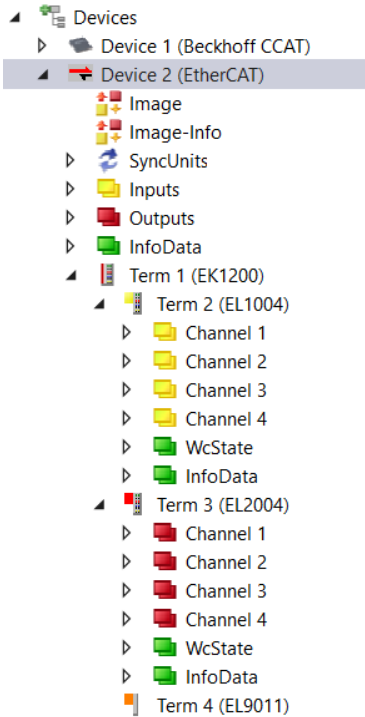 Devices
Device 1 (Beckhoff CCAT)
Device 2 (EtherCAT)
Image
Image-Info
SyncUnits
Inputs
Outputs
InfoData
Term 1 (EK1200)
Term 2 (EL1004)
Channel 1
Channel 2
Channel 3
Channel 4
WcState
InfoData
Term 3 (EL2004)
Channel 1
Channel 2
Channel 3
Channel 4
WcState
InfoData
Term 4 (EL9011)